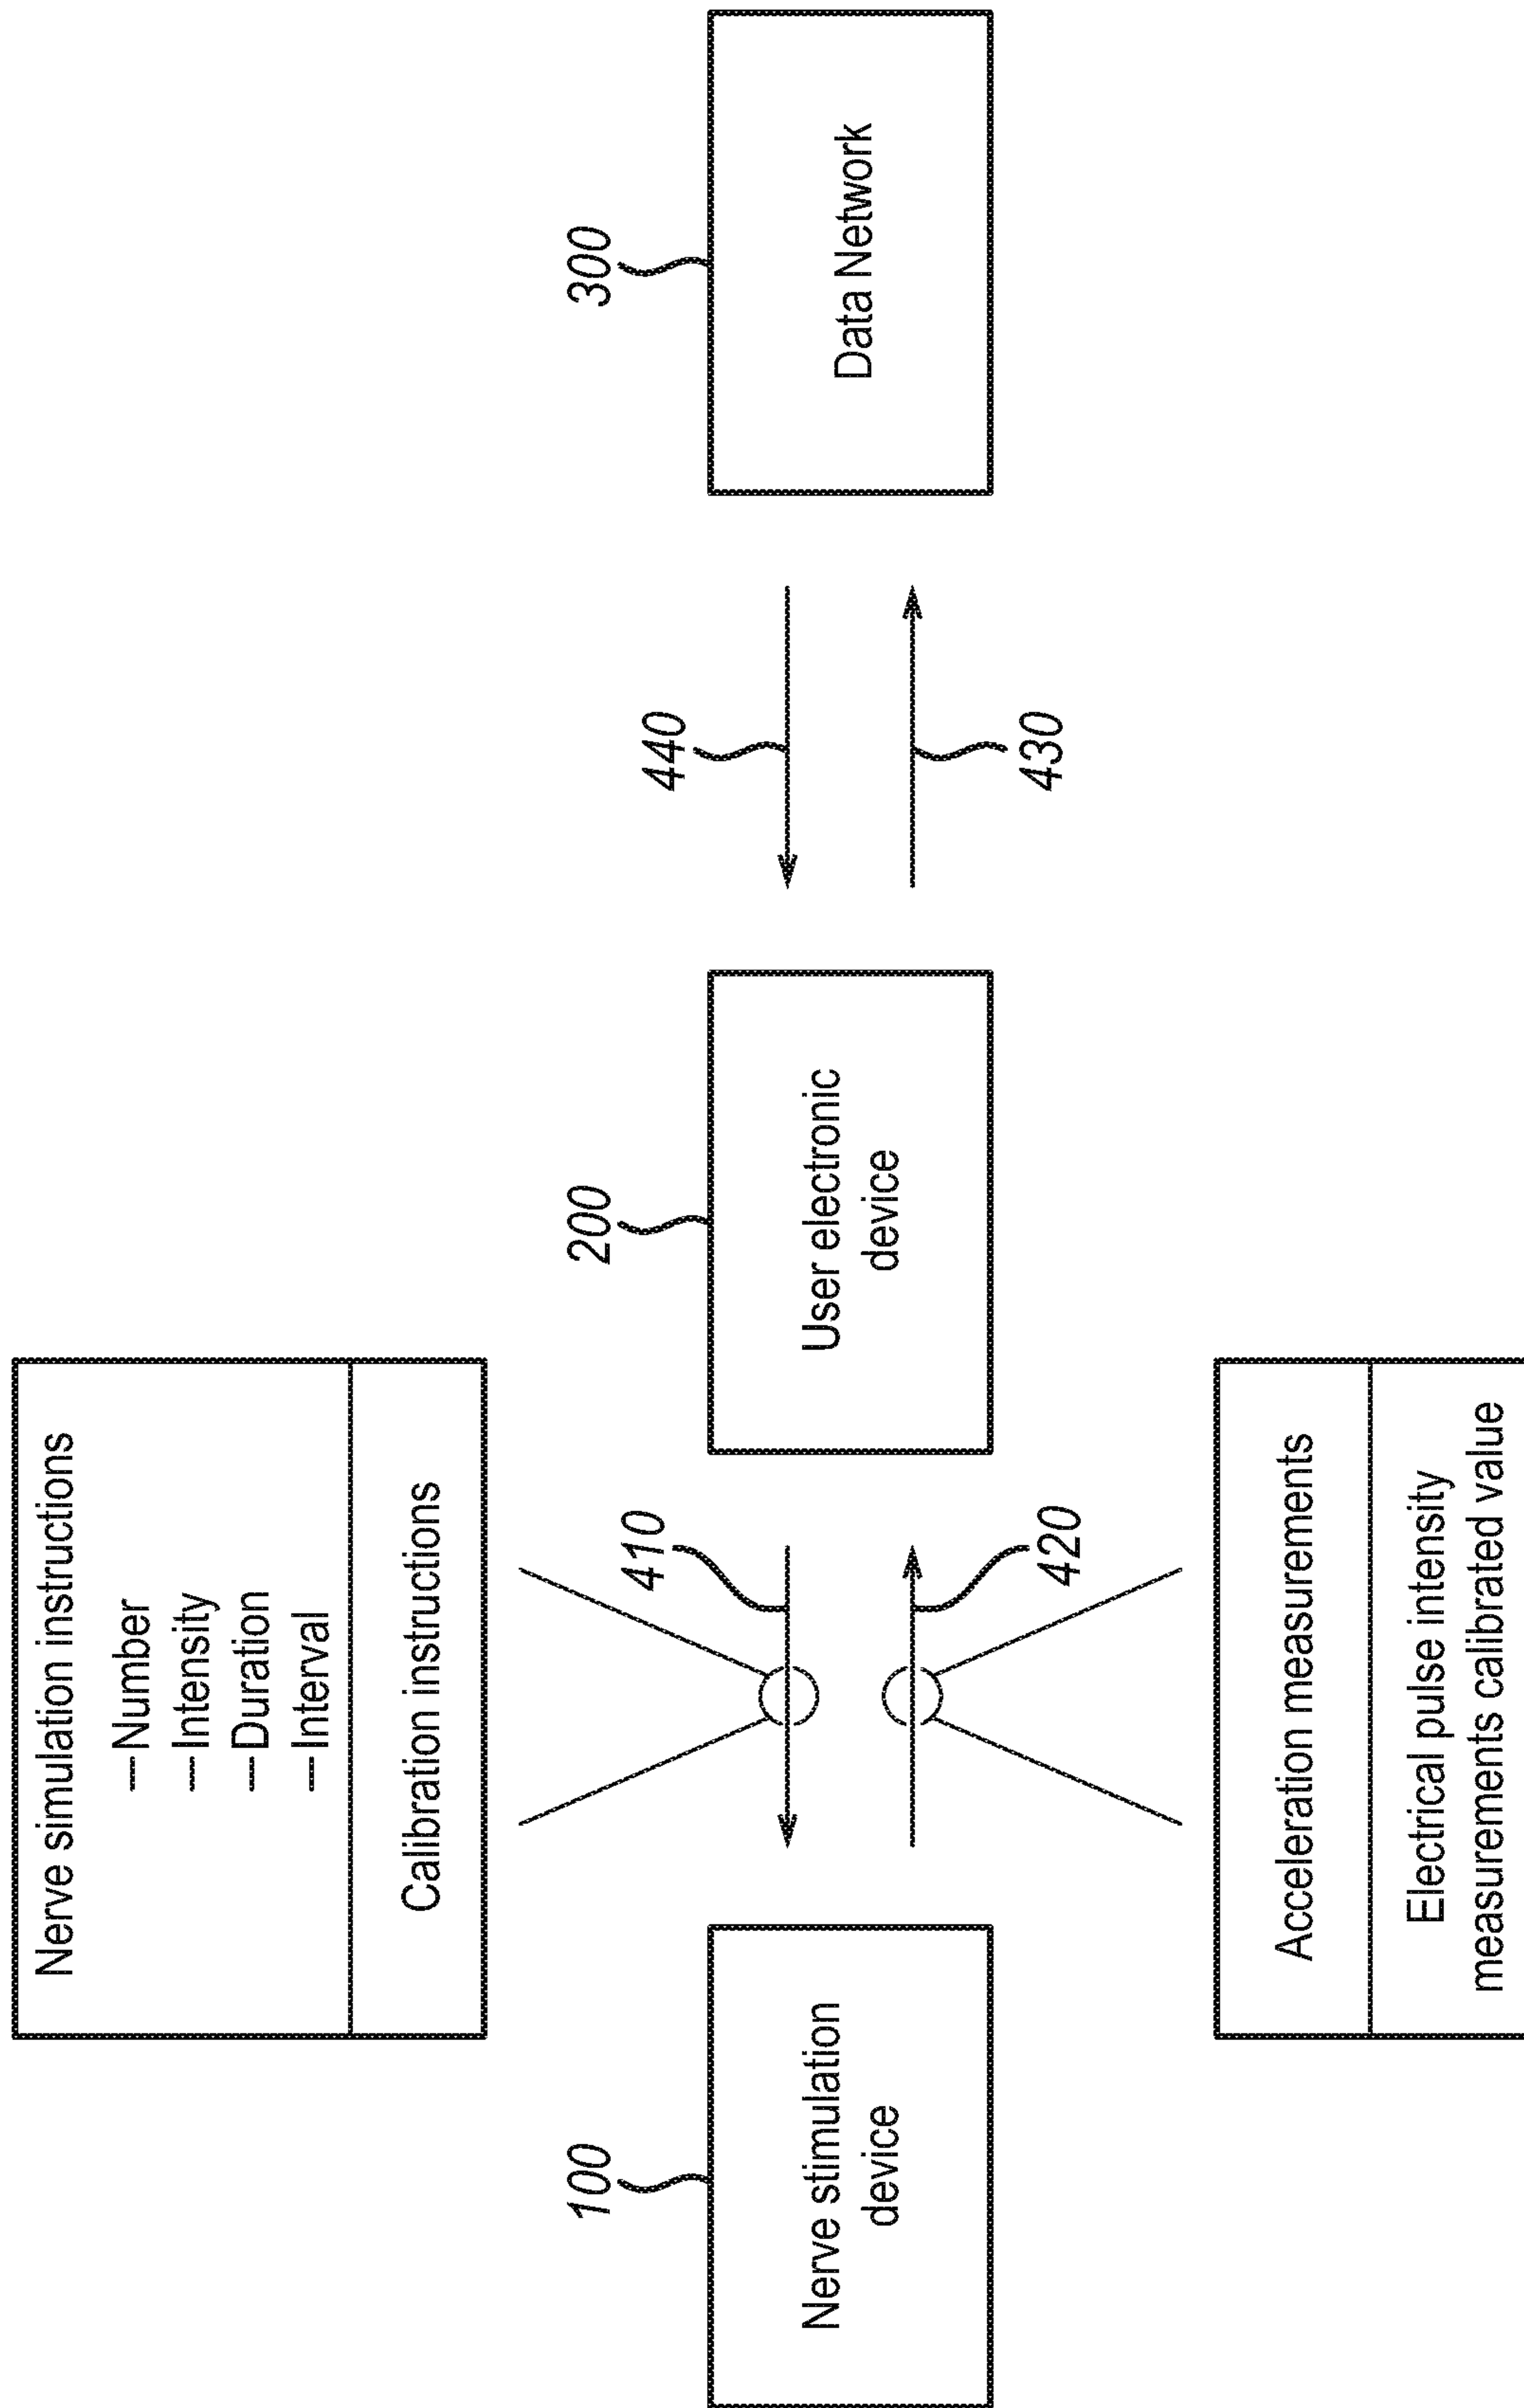 Nerve simulation instructions
—Number
—Intensity
—Duration
—Interval
Calibration instructions
100
200
300
410
440
Nerve stimulation
device
User electronic
device
Data Network
420
430
Acceleration measurements
Electrical pulse intensity
measurements calibrated value